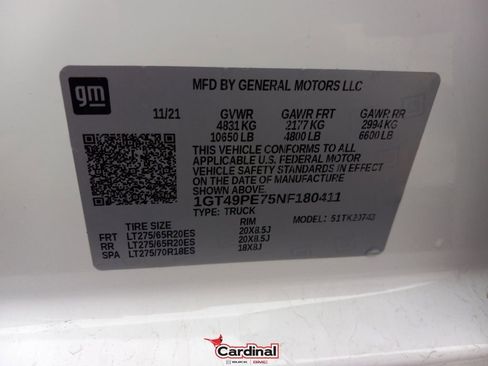 gm
MFD BY GENERAL MOTORS LLC
11/21 GVWR GAWR FRT GAWR RR
4831 KG 2177 KG 2994 KG
10650 LB 4800 LB 6600 LB
THIS VEHICLE CONFORMS TO ALL
APPLICABLE U.S. FEDERAL MOTOR
VEHICLE SAFETY STANDARDS IN EFFECT
ON THE DATE OF MANUFACTURE
SHOWN ABOVE.
1GT49PE75NF180411
TYPE: TRUCK MODEL:
TIRE SIZE RIM
FRT LT275/65R20ES 20X8.5J
RR LT275/65R20ES 20X8.5J
SPA LT275/70R18ES 18X8J
Cardinal
BUICK GMC